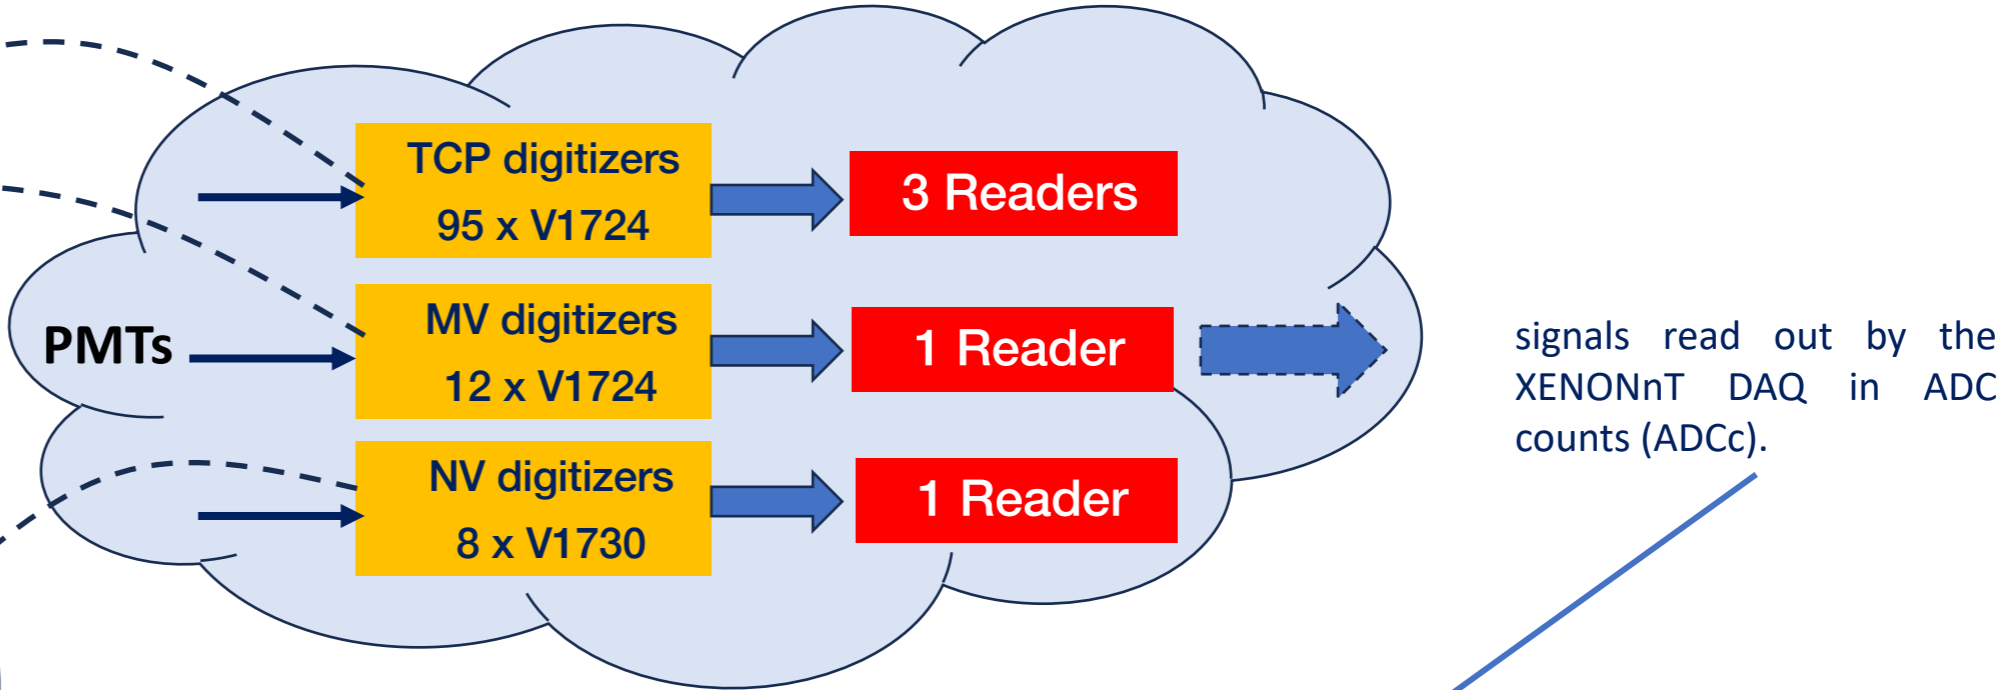 TCP digitizers
95 x V1724
3 Readers
PMTs
MV digitizers
12 x V1724
1 Reader
NV digitizers
8 x V1730
1 Reader
signals read out by the
XENONnT DAQ in ADC
counts (ADCc).